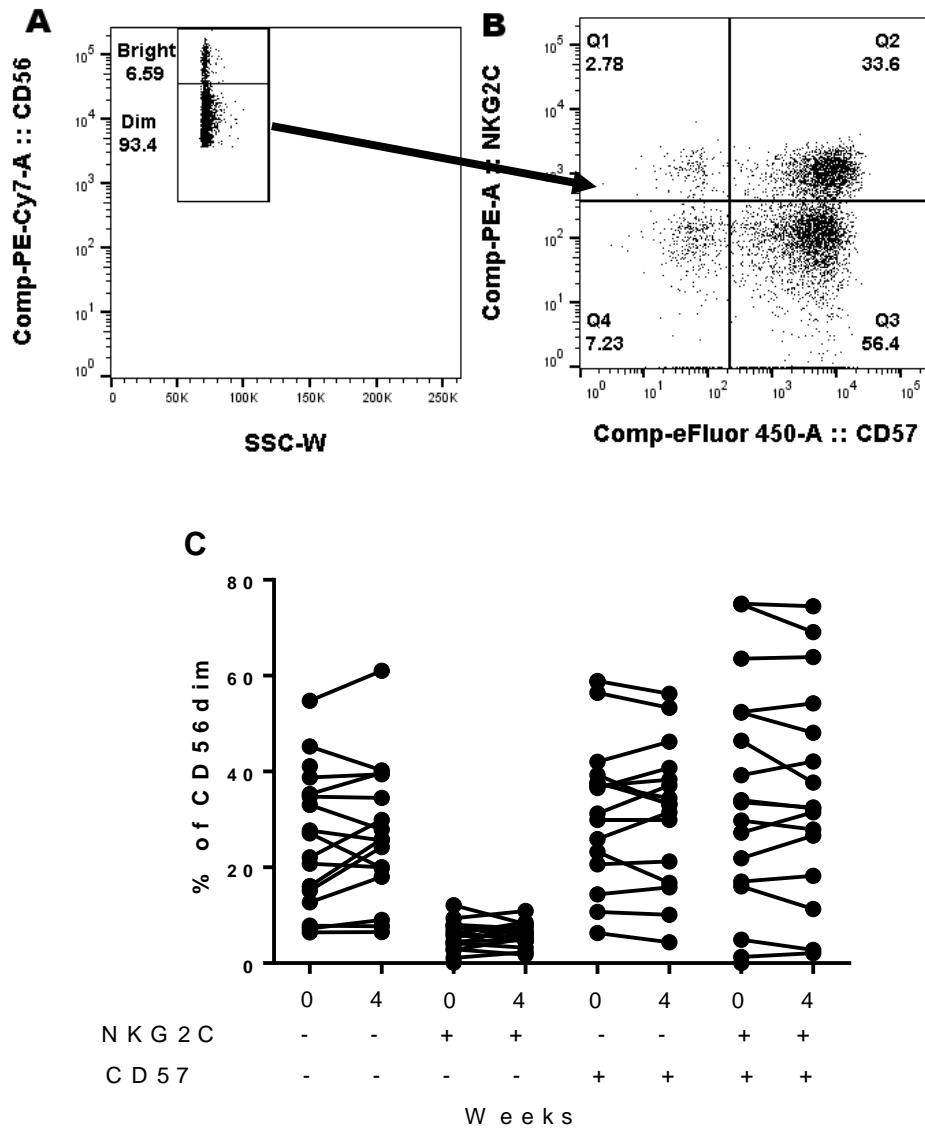 A
Comp-PE-Cy7-A :: CD56
10^5
10^4
10^3
10^2
10^1
10^0
Bright
6.59
Dim
93.4
0 50K 100K 150K 200K 250K
SSC-W
B
Comp-PE-A :: NKG2C
10^5
10^4
10^3
10^2
10^1
10^0
Q1
2.78
Q2
33.6
Q4
7.23
Q3
56.4
10^0 10^1 10^2 10^3 10^4 10^5
Comp-eFluor 450-A :: CD57
C
% of CD56dim
80
60
40
20
0
0 4 0 4 0 4 0 4
NKG2C - - + + - - + +
CD57 - - - - + + + +
Weeks